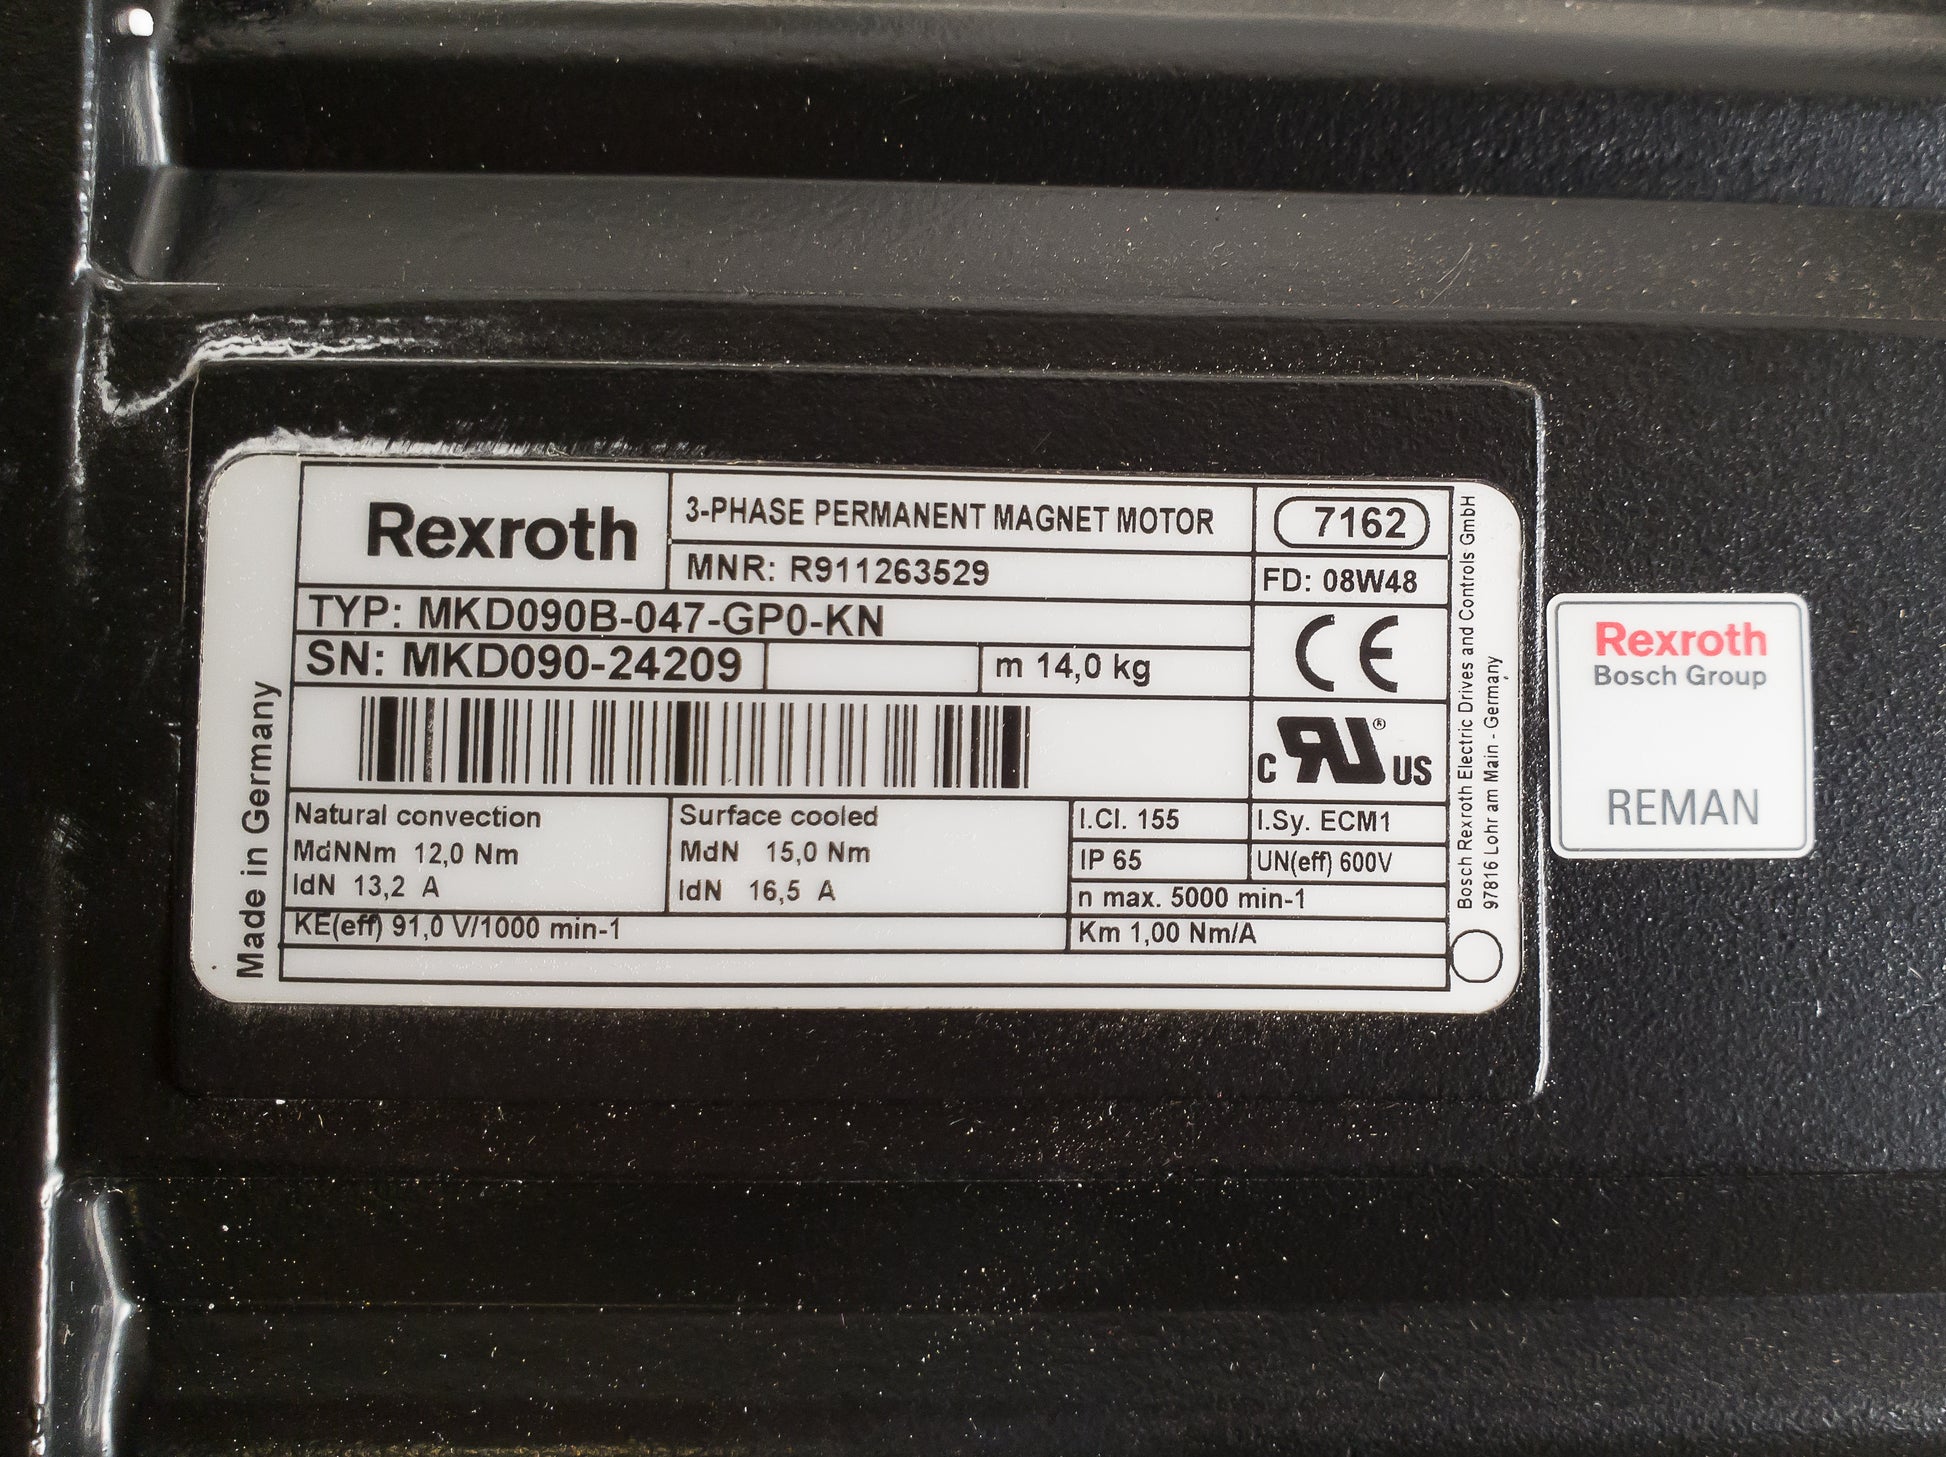 Rexroth
3-PHASE PERMANENT MAGNET MOTOR
7162
MNR: R911263529
FD: 08W48
TYP: MKD090B-047-GP0-KN
SN: MKD090-24209
m 14,0 kg
CE
c RU ® US
Natural convection
MdNNm 12,0 Nm
IdN 13,2 A
Surface cooled
MdN 15,0 Nm
IdN 16,5 A
I.Cl. 155
I.Sy. ECM1
IP 65
UN(eff) 600V
n max. 5000 min-1
KE(eff) 91,0 V/1000 min-1
Km 1,00 Nm/A
Made in Germany
Bosch Rexroth Electric Drives and Controls GmbH
97816 Lohr am Main - Germany
Rexroth
Bosch Group
REMAN